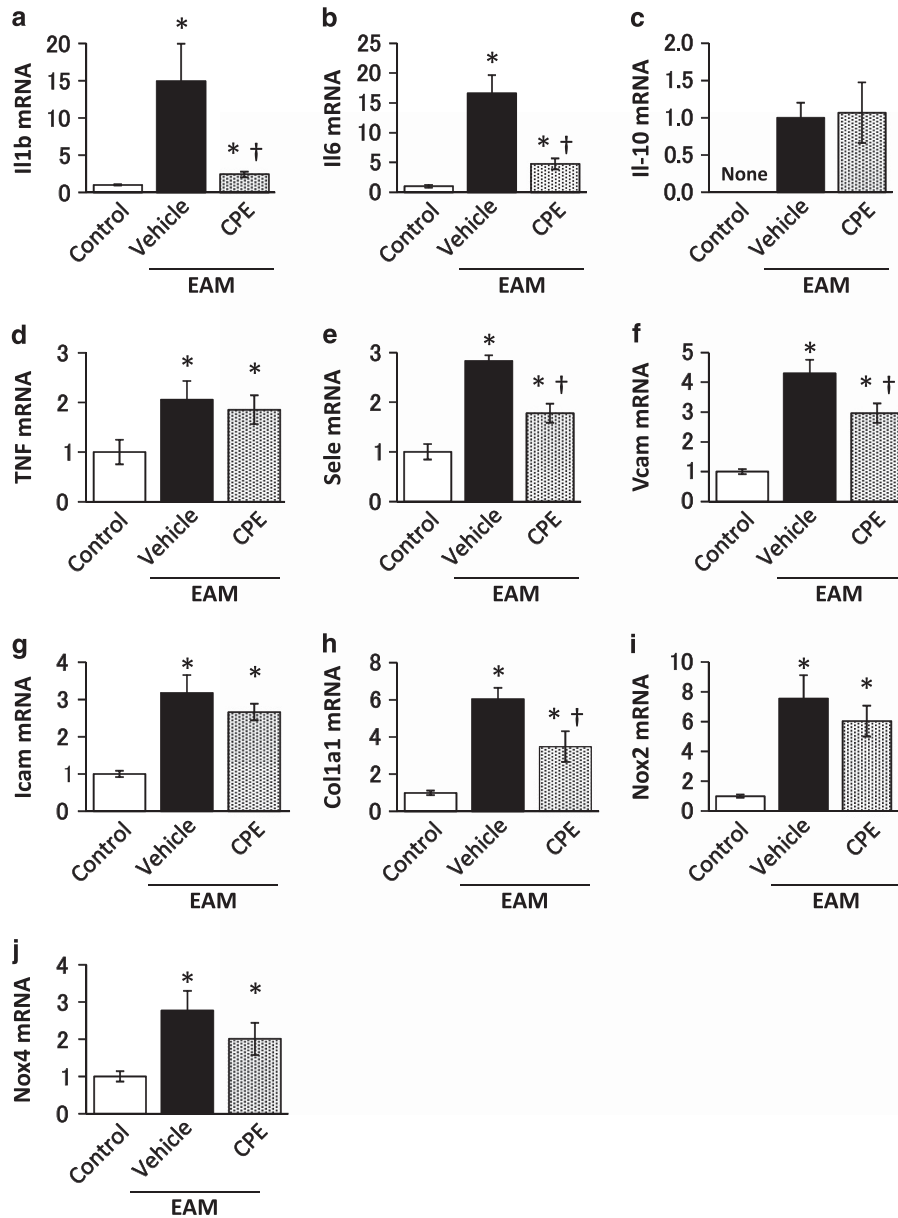 a
Il1b mRNA
20
15
10
5
0
*
* †
Control
Vehicle
CPE
EAM
b
Il6 mRNA
25
20
15
10
5
0
*
* †
Control
Vehicle
CPE
EAM
c
Il-10 mRNA
2.0
1.5
1.0
0.5
0.0
None
Control
Vehicle
CPE
EAM
d
TNF mRNA
3
2
1
0
*
*
Control
Vehicle
CPE
EAM
e
Sele mRNA
3
2
1
0
*
* †
Control
Vehicle
CPE
EAM
f
Vcam mRNA
5
4
3
2
1
0
*
* †
Control
Vehicle
CPE
EAM
g
Icam mRNA
4
3
2
1
0
*
*
Control
Vehicle
CPE
EAM
h
Col1a1 mRNA
8
6
4
2
0
*
* †
Control
Vehicle
CPE
EAM
i
Nox2 mRNA
10
8
6
4
2
0
*
*
Control
Vehicle
CPE
EAM
j
Nox4 mRNA
4
3
2
1
0
*
*
Control
Vehicle
CPE
EAM